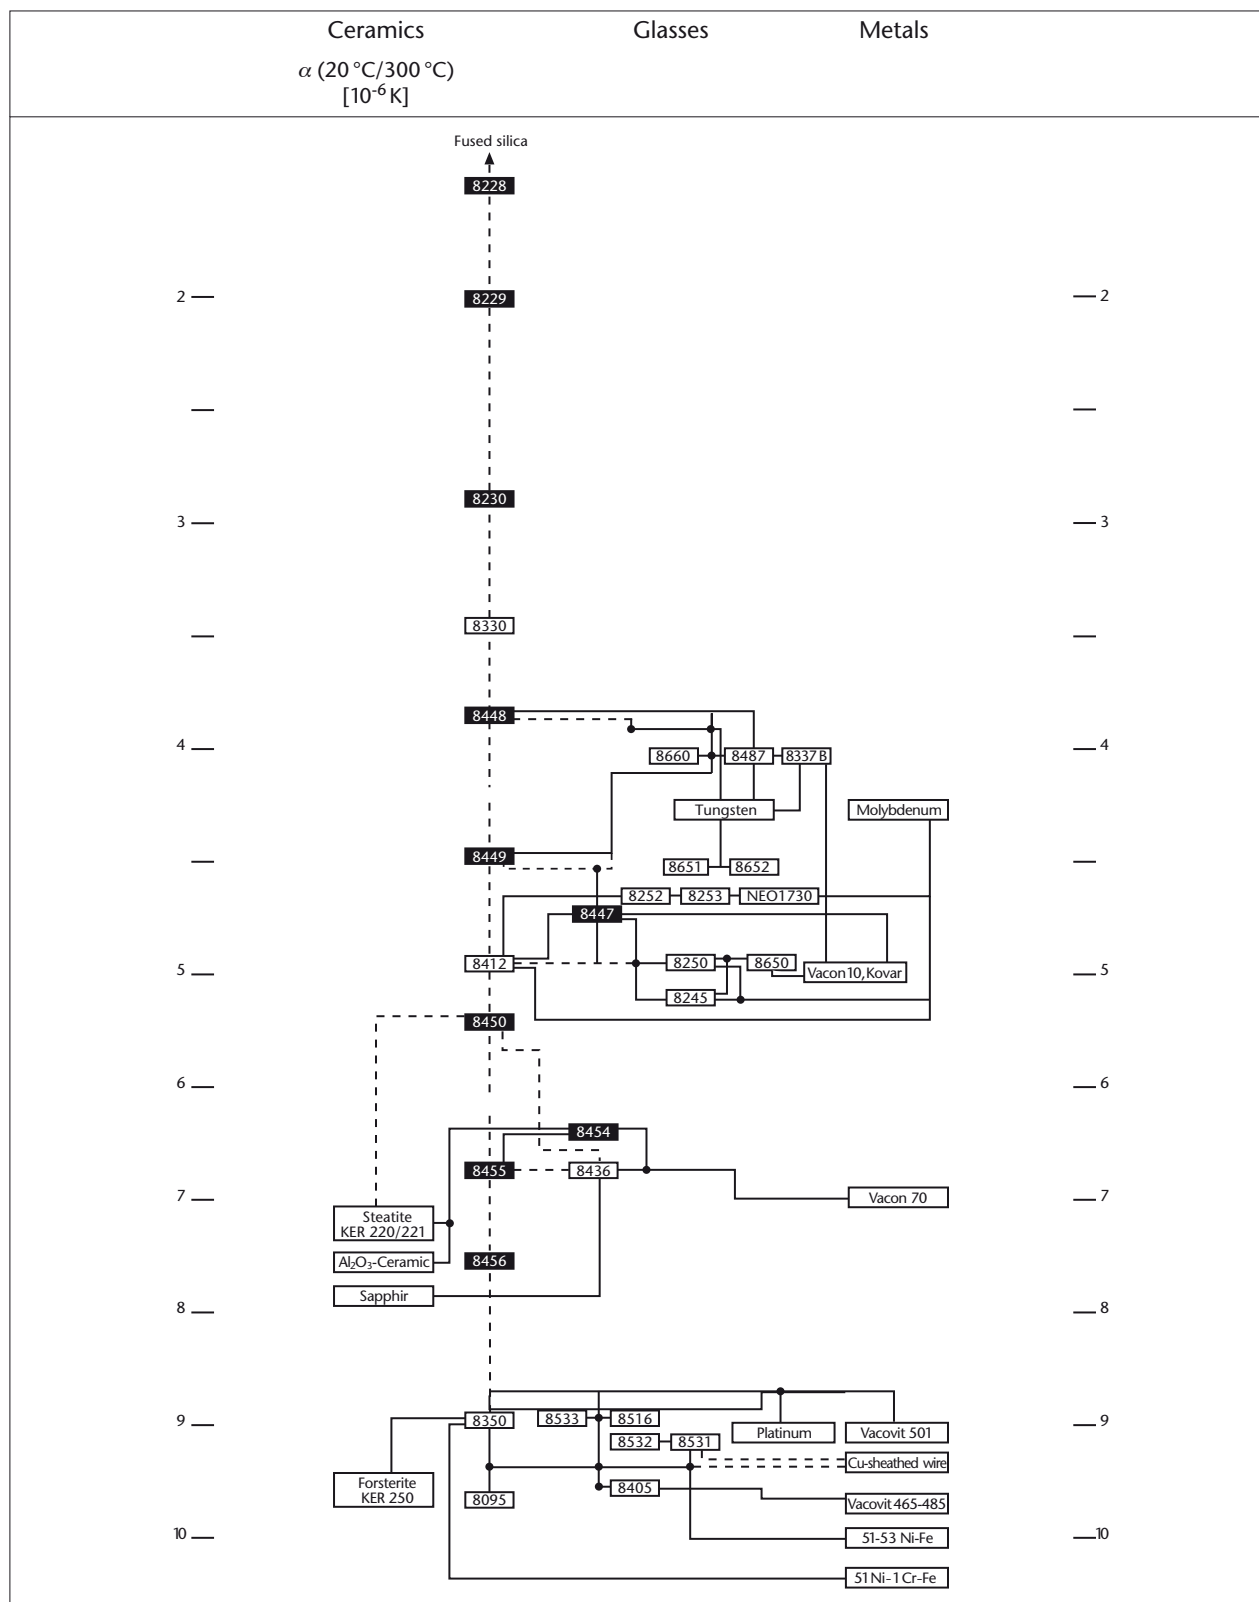 Ceramics Glasses Metals
α (20 °C/300 °C)
[10⁻⁶ K]
Fused silica
8228
2 8229 2
8230
3 3
8330
8448
4 8660 8487 8337 B 4
Tungsten Molybdenum
8449
8651 8652
8252 8253 NEO1730
8447
8412 8250 8650
5 Vacon 10, Kovar 5
8245
8450
6 6
8454
8455 8436
7 Vacon 70 7
Steatite
KER 220/221
Al₂O₃-Ceramic 8456
Sapphir
8 8
9 8350 8533 8516 9
Platinum Vacovit 501
8532 8531
Cu-sheathed wire
Forsterite
KER 250
8405
8095 Vacovit 465-485
10 51-53 Ni-Fe 10
51 Ni-1 Cr-Fe